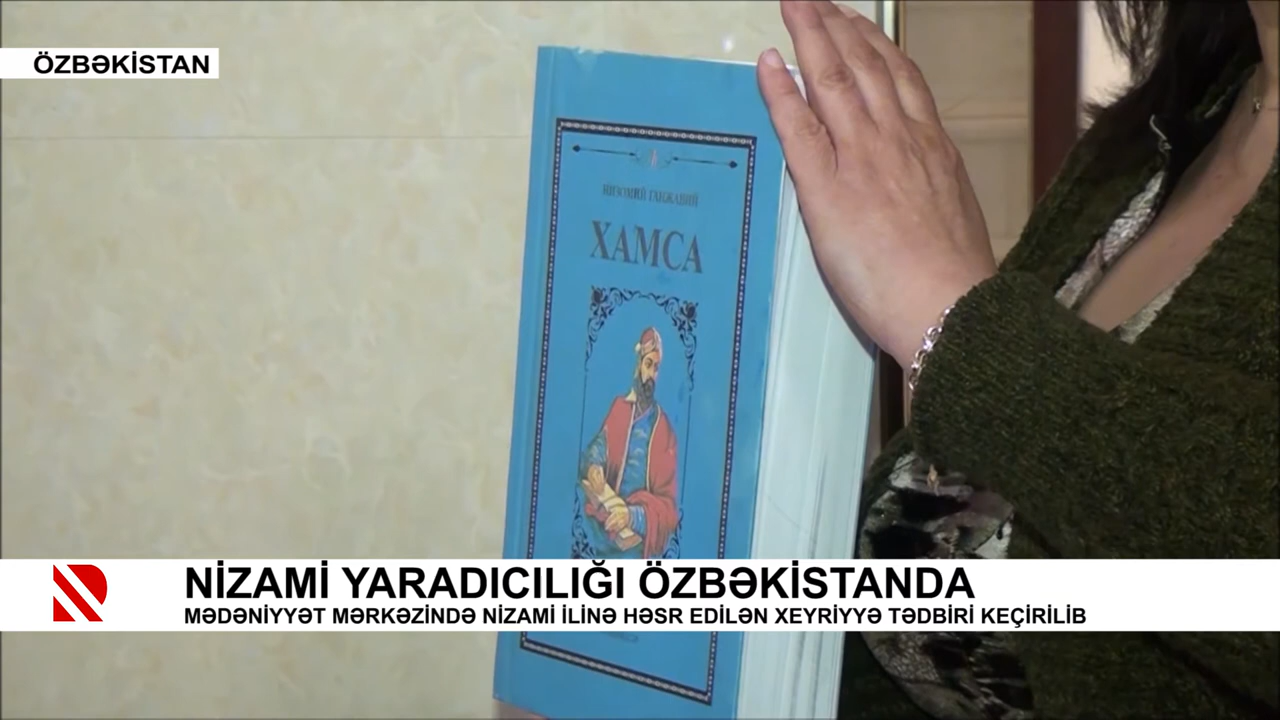 ÖZBƏKİSTAN
НИЗОМИЙ ГАНЖАВИЙ
ХАМСА
NİZAMİ YARADICILIĞI ÖZBƏKİSTANDA
MƏDƏNİYYƏT MƏRKƏZİNDƏ NİZAMİ İLİNƏ HƏSR EDİLƏN XEYRİYYƏ TƏDBİRİ KEÇİRİLİB